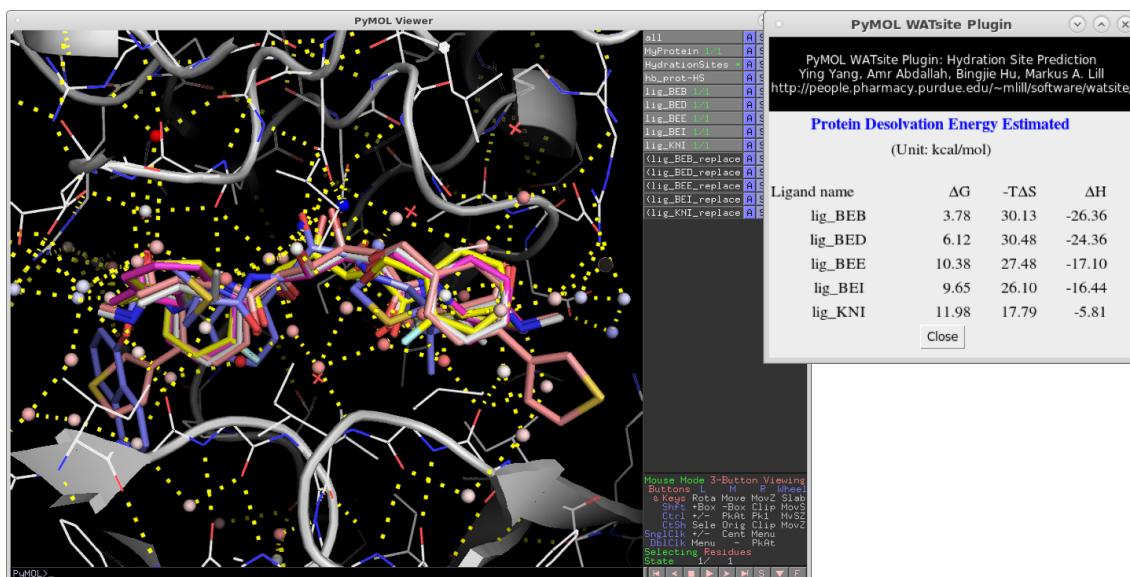 PyMOL Viewer
all A S
MyProtein 1/1 A S
HydrationSites A S
hb_prot-HS A S
lig_BEB 1/1 A S
lig_BED 1/1 A S
lig_BEE 1/1 A S
lig_BEI 1/1 A S
lig_KNI 1/1 A S
(lig_BEB_replace A S
(lig_BED_replace A S
(lig_BEE_replace A S
(lig_BEI_replace A S
(lig_KNI_replace A S
Mouse Mode 3-Button Viewing
Buttons L M R Wheel
& Keys Rota Move MovZ Slab
Shft +Box -Box Clip MovS
Ctrl +/- PkAt Pk1 MvSZ
CtSh Sele Orig Clip MovZ
SnglClk +/- Cent Menu
DblClk Menu - PkAt
Selecting Residues
State 1/ 1
S F
PyMOL>_
PyMOL WATsite Plugin
PyMOL WATsite Plugin: Hydration Site Prediction
Ying Yang, Amr Abdallah, Bingjie Hu, Markus A. Lill
http://people.pharmacy.purdue.edu/~mlill/software/watsite/
Protein Desolvation Energy Estimated
(Unit: kcal/mol)
Ligand name ΔG -TΔS ΔH
lig_BEB 3.78 30.13 -26.36
lig_BED 6.12 30.48 -24.36
lig_BEE 10.38 27.48 -17.10
lig_BEI 9.65 26.10 -16.44
lig_KNI 11.98 17.79 -5.81
Close